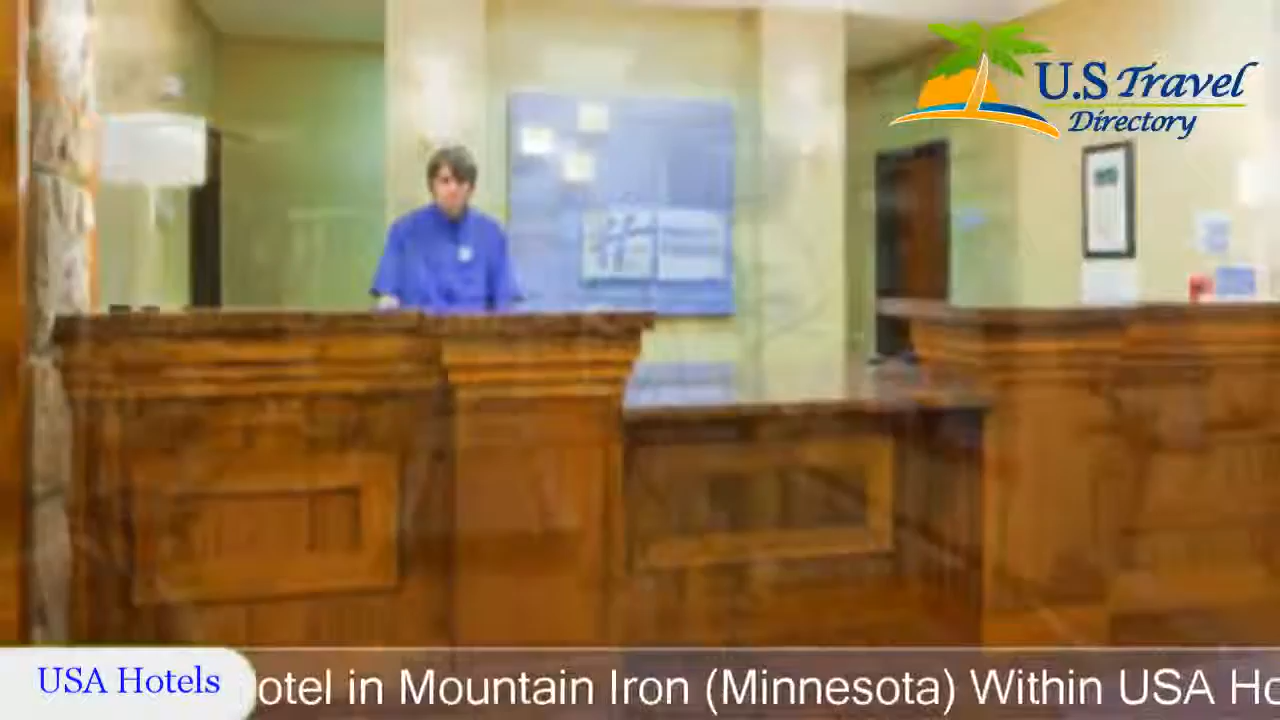 U.S Travel
Directory
USA Hotels
otel in Mountain Iron (Minnesota) Within USA Ho